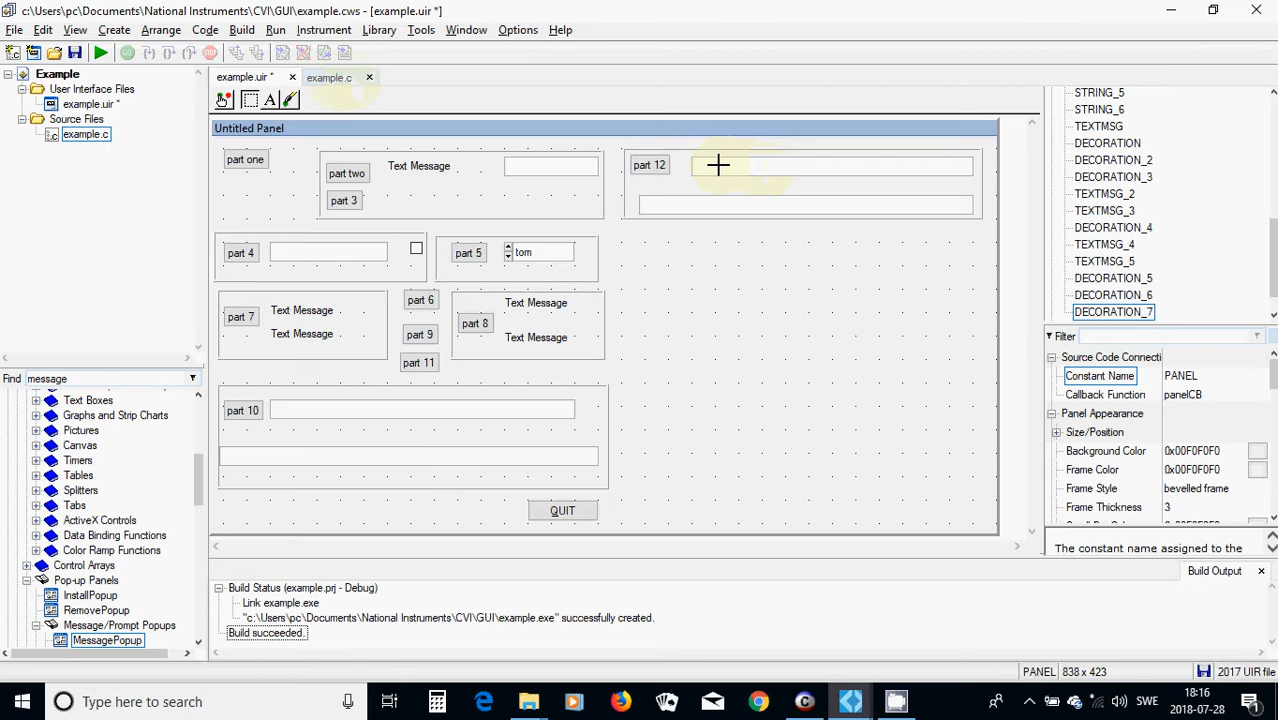 c:\Users\pc\Documents\National Instruments\CVI\GUI\example.cws - [example.uir *]
File Edit View Create Arrange Code Build Run Instrument Library Tools Window Options Help
Example
User Interface Files
example.uir *
Source Files
example.c
example.uir *
example.c
A
Untitled Panel
part one
part two
Text Message
part 3
part 12
part 4
part 5
tom
part 6
part 7
Text Message
Text Message
part 9
part 8
Text Message
Text Message
part 11
part 10
QUIT
STRING_5
STRING_6
TEXTMSG
DECORATION
DECORATION_2
DECORATION_3
TEXTMSG_2
TEXTMSG_3
DECORATION_4
TEXTMSG_4
TEXTMSG_5
DECORATION_5
DECORATION_6
DECORATION_7
Filter
Source Code Connecti
Constant Name PANEL
Callback Function panelCB
Panel Appearance
Size/Position
Background Color 0x00F0F0F0
Frame Color 0x00F0F0F0
Frame Style bevelled frame
Frame Thickness 3
The constant name assigned to the
Find message
Text Boxes
Graphs and Strip Charts
Pictures
Canvas
Timers
Tables
Splitters
Tabs
ActiveX Controls
Data Binding Functions
Color Ramp Functions
Control Arrays
Pop-up Panels
InstallPopup
RemovePopup
Message/Prompt Popups
MessagePopup
Build Output
Build Status (example.prj - Debug)
Link example.exe
"c:\Users\pc\Documents\National Instruments\CVI\GUI\example.exe" successfully created.
Build succeeded.
PANEL 838 x 423 2017 UIR file
Type here to search
SWE
18:16
2018-07-28
1